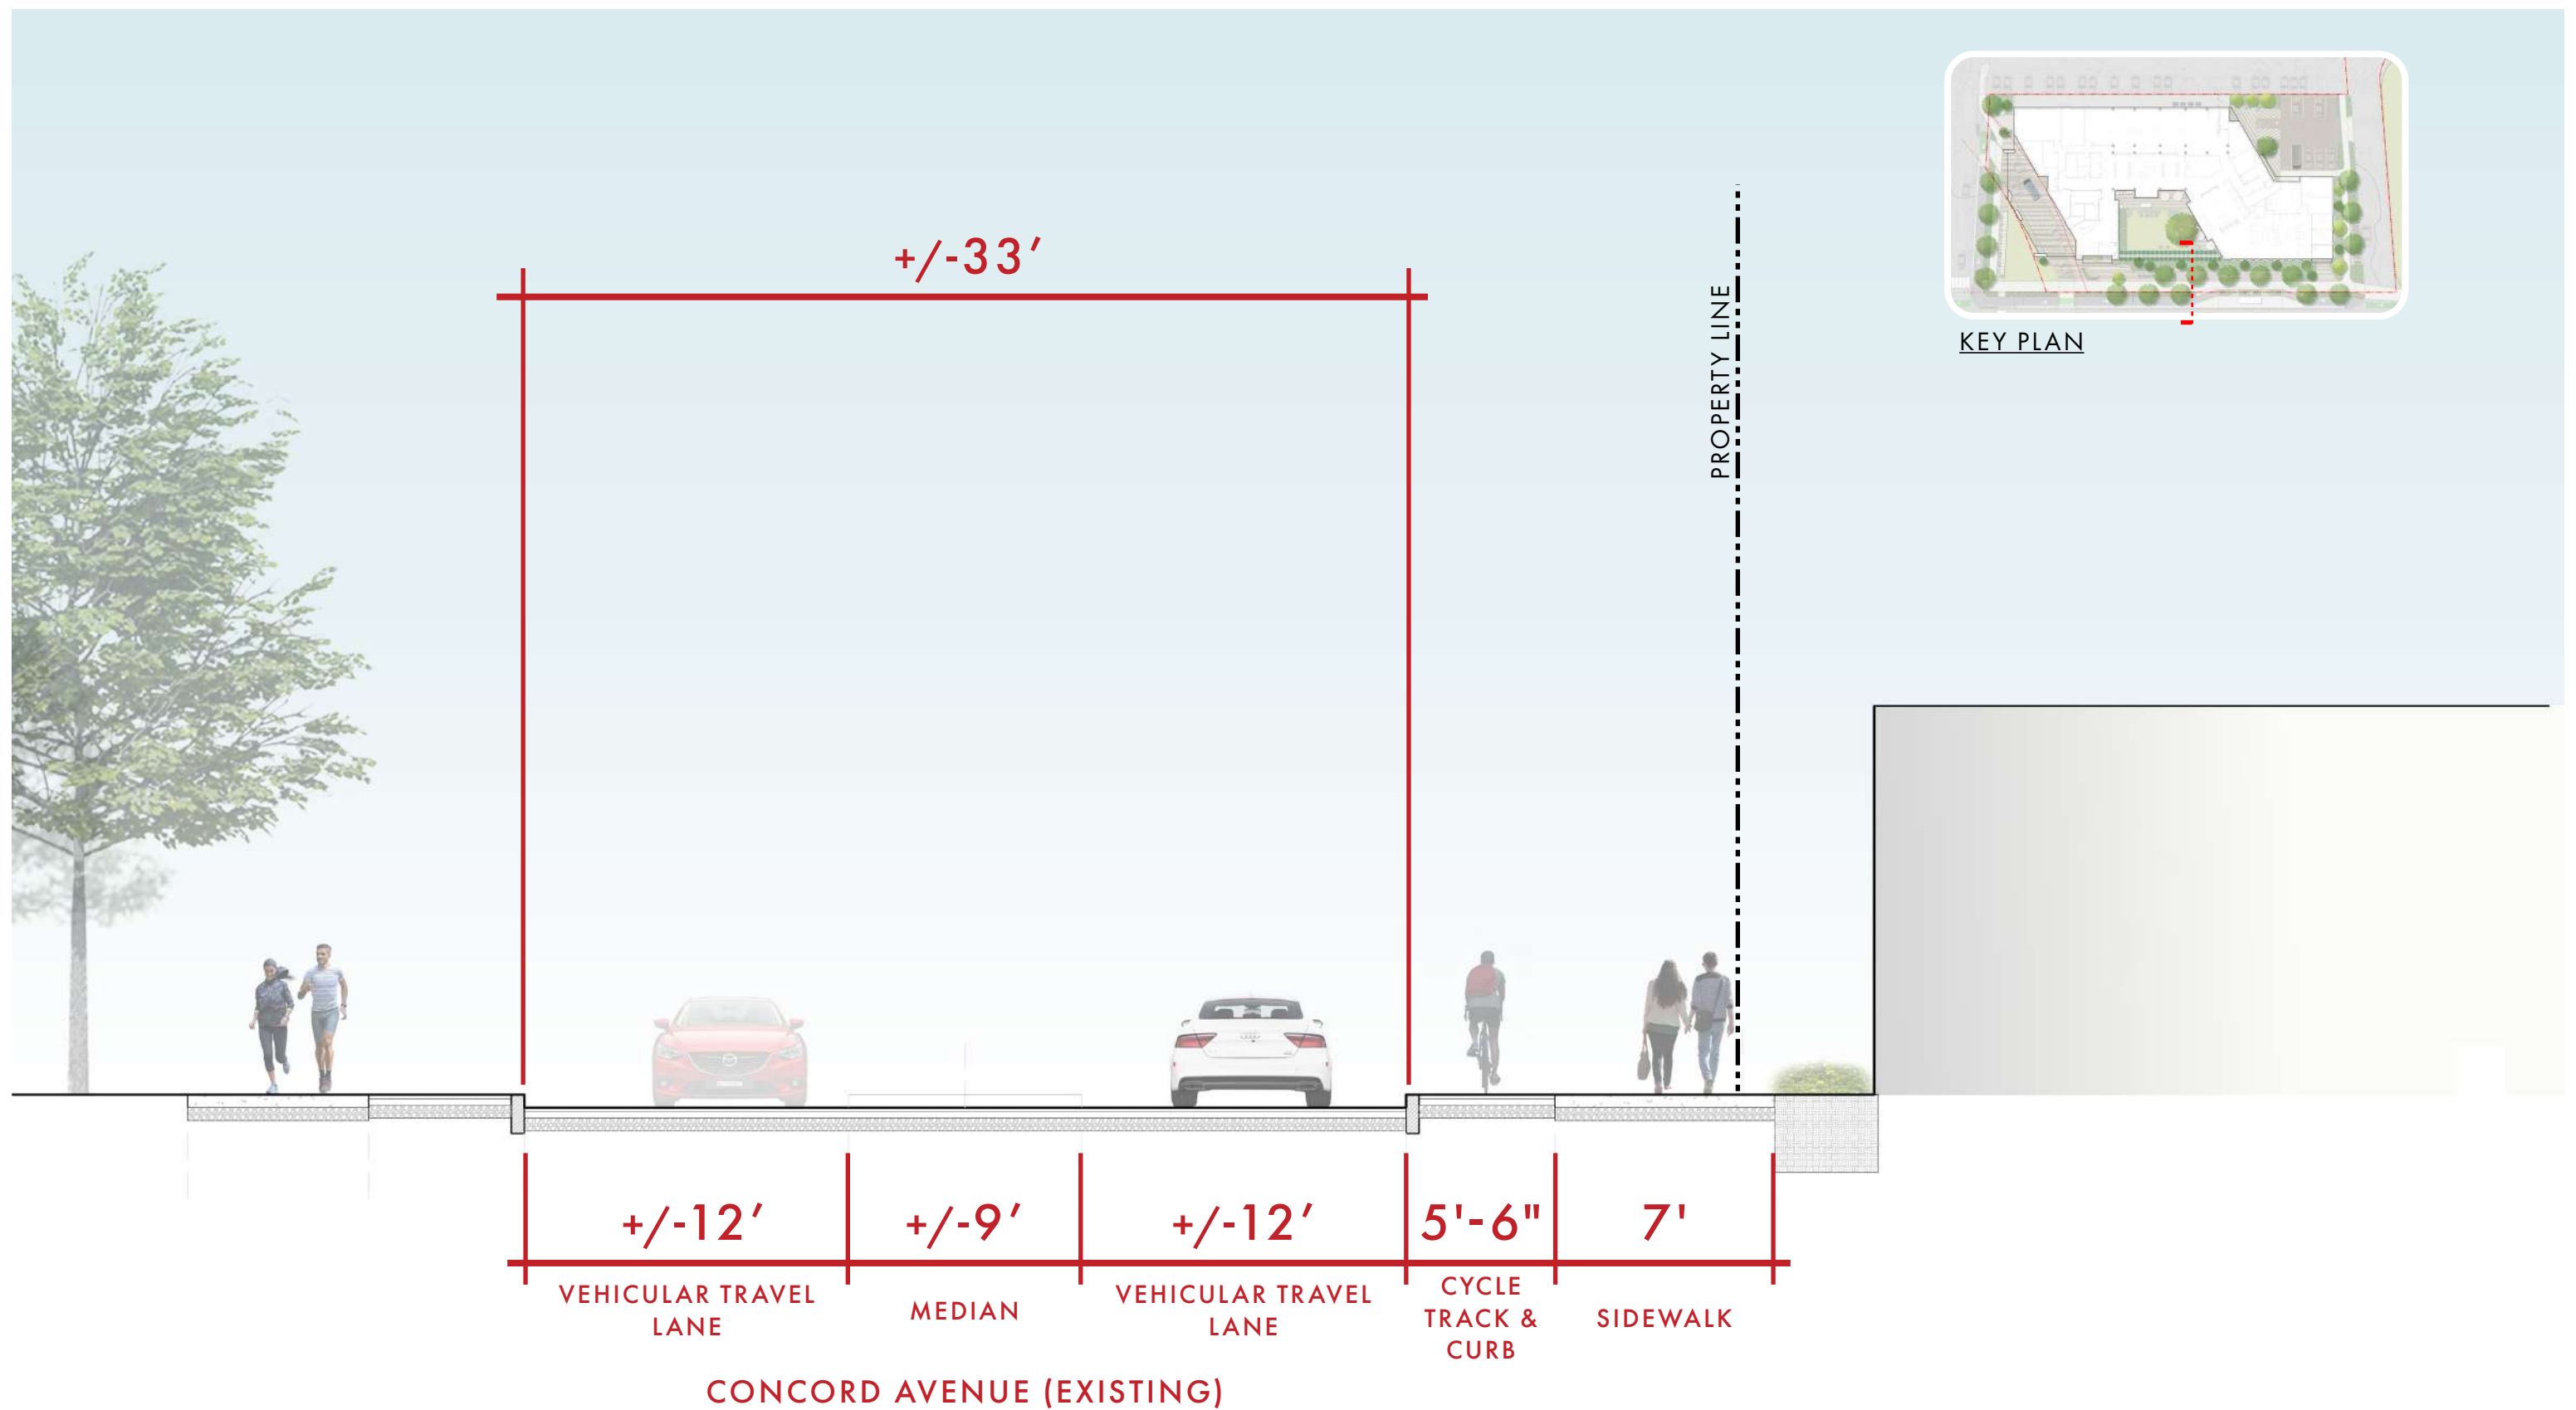 +/-33′
PROPERTY LINE
KEY PLAN
+/-12′
+/-9′
+/-12′
5'-6"
7'
VEHICULAR TRAVEL
LANE
MEDIAN
VEHICULAR TRAVEL
LANE
CYCLE
TRACK &
CURB
SIDEWALK
CONCORD AVENUE (EXISTING)